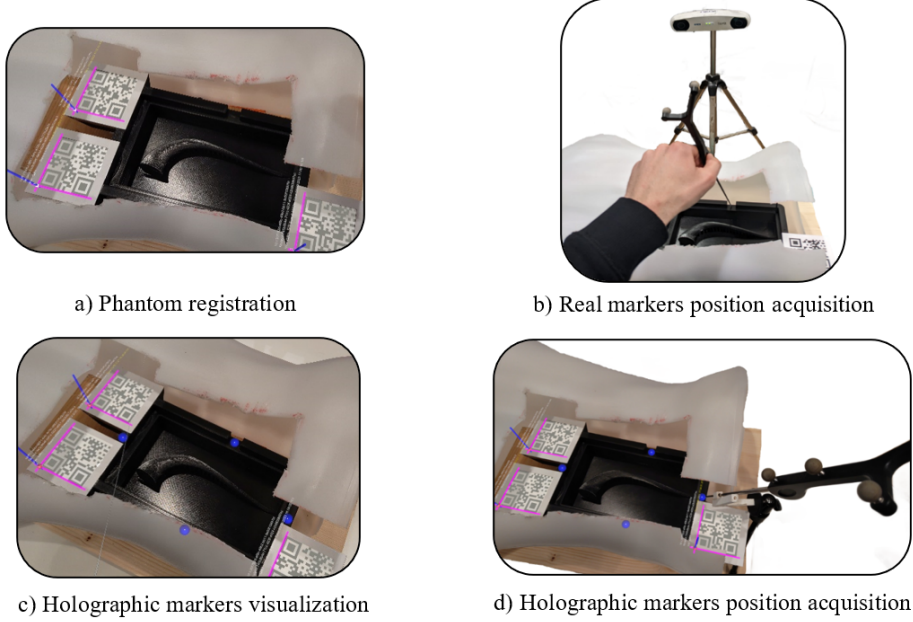 a) Phantom registration
b) Real markers position acquisition
c) Holographic markers visualization
d) Holographic markers position acquisition